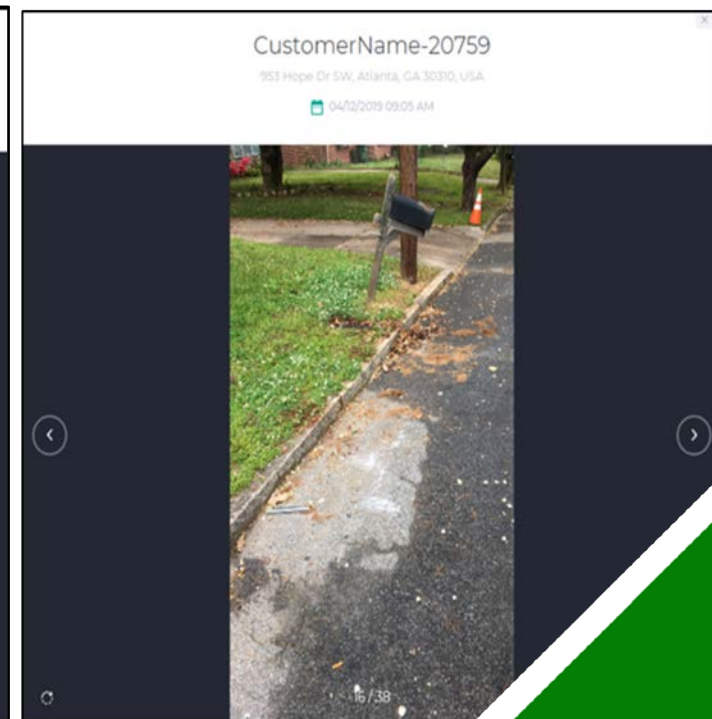 CustomerName-20759
953 Hope Dr SW, Atlanta, GA 30310, USA
04/12/2019 09:05 AM
16/38